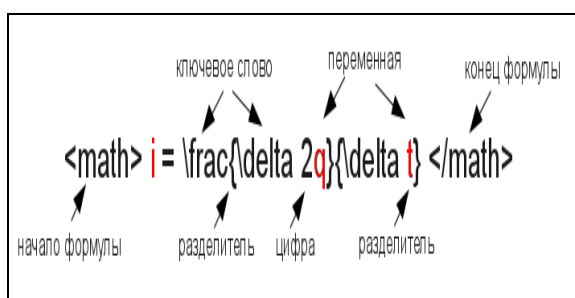 ключевое слово переменная конец формулы
<math> i = \frac{\delta 2q}{\delta t} </math>
начало формулы разделитель цифра разделитель